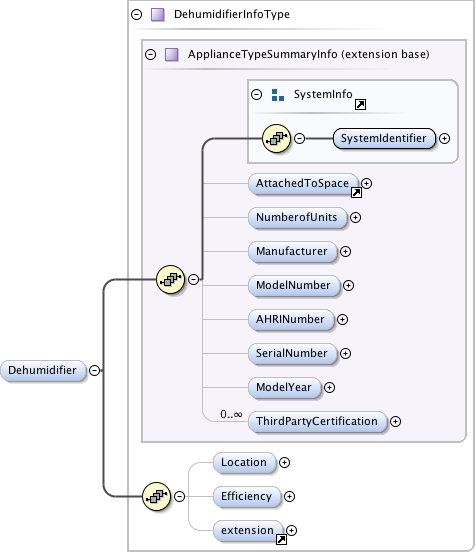 DehumidifierInfoType
ApplianceTypeSummaryInfo (extension base)
SystemInfo
SystemIdentifier
AttachedToSpace
NumberofUnits
Manufacturer
ModelNumber
AHRINumber
SerialNumber
ModelYear
0..∞
ThirdPartyCertification
Dehumidifier
Location
Efficiency
extension